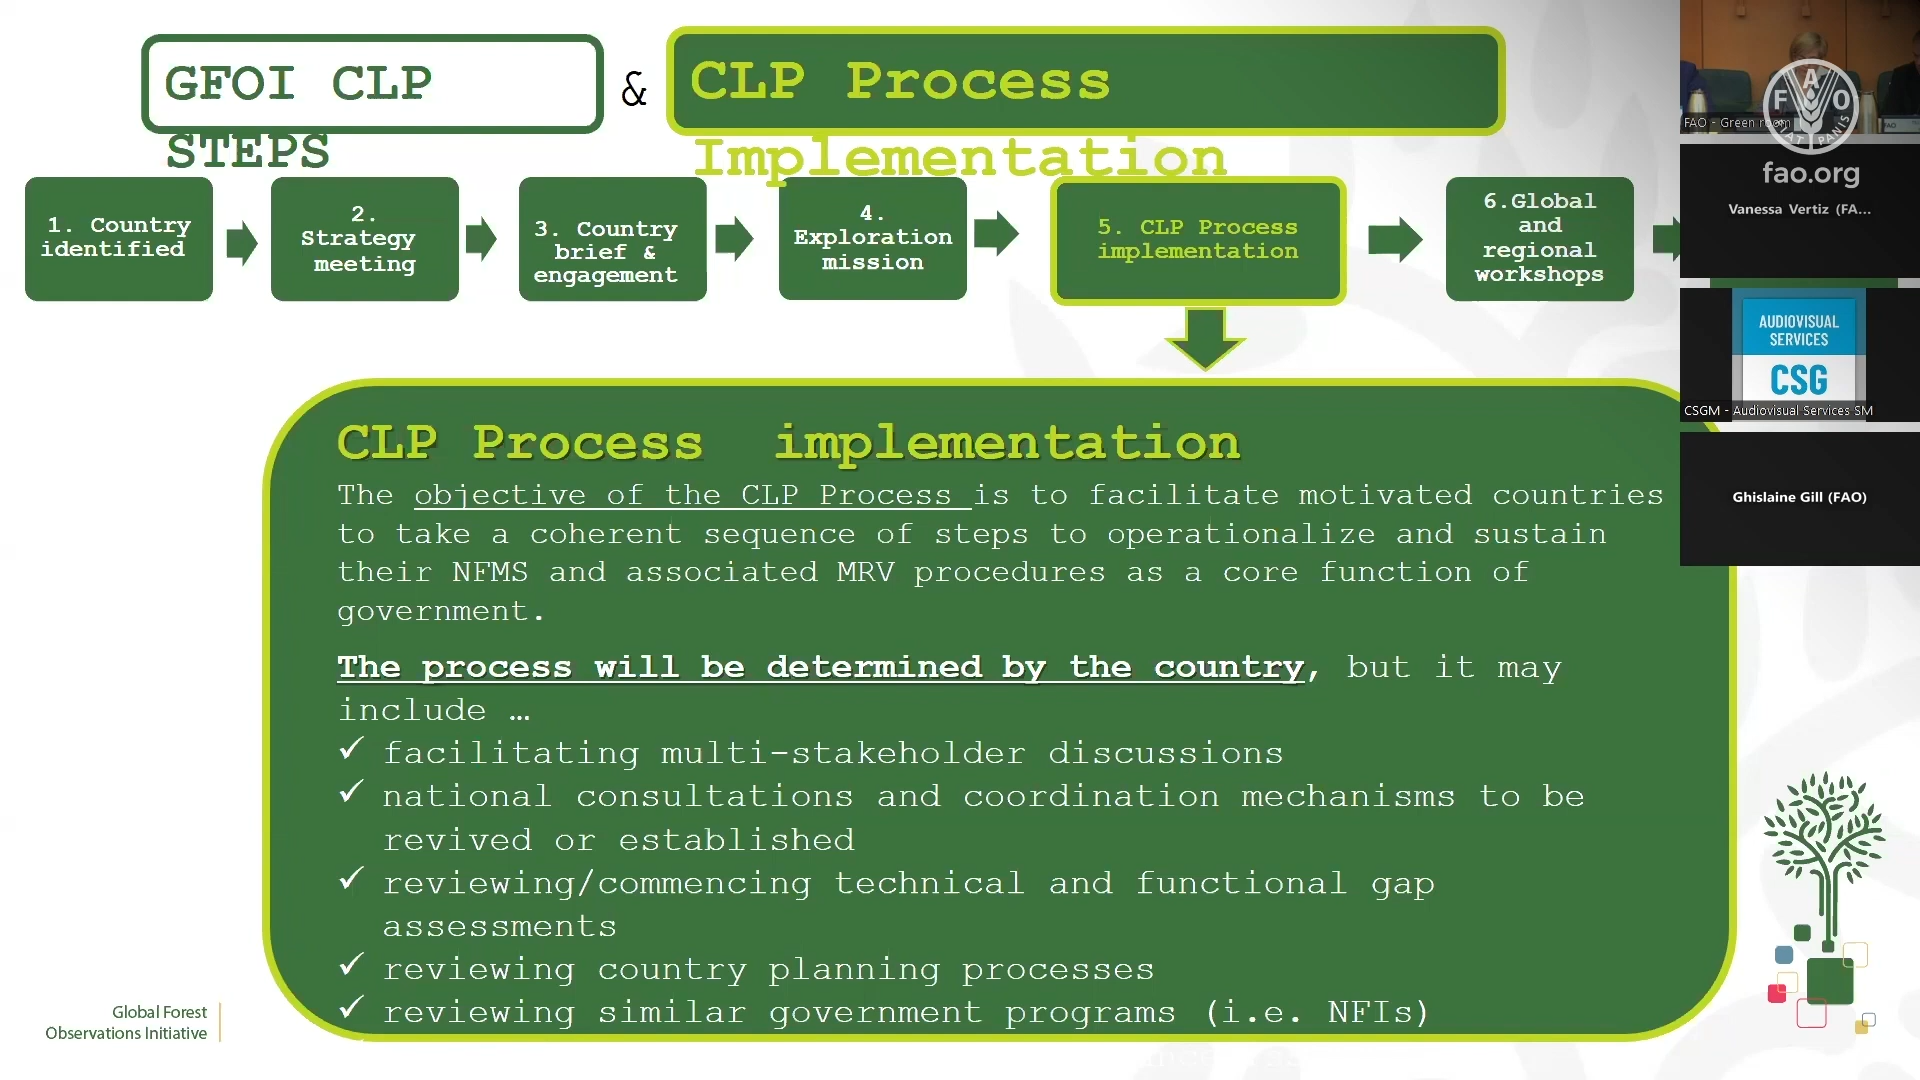 GFOI CLP
STEPS
&
CLP Process
Implementation
1. Country
identified
2.
Strategy
meeting
3. Country
brief &
engagement
4.
Exploration
mission
5. CLP Process
implementation
6.Global
and
regional
workshops
CLP Process implementation
The objective of the CLP Process is to facilitate motivated countries
to take a coherent sequence of steps to operationalize and sustain
their NFMS and associated MRV procedures as a core function of
government.
The process will be determined by the country, but it may
include …
✓ facilitating multi-stakeholder discussions
✓ national consultations and coordination mechanisms to be
revived or established
✓ reviewing/commencing technical and functional gap
assessments
✓ reviewing country planning processes
✓ reviewing similar government programs (i.e. NFIs)
Global Forest
Observations Initiative
FAO - Green room
FAO
FIAT PANIS
fao.org
Vanessa Vertiz (FA...
AUDIOVISUAL
SERVICES
CSG
CSGM - Audiovisual Services SM
Ghislaine Gill (FAO)